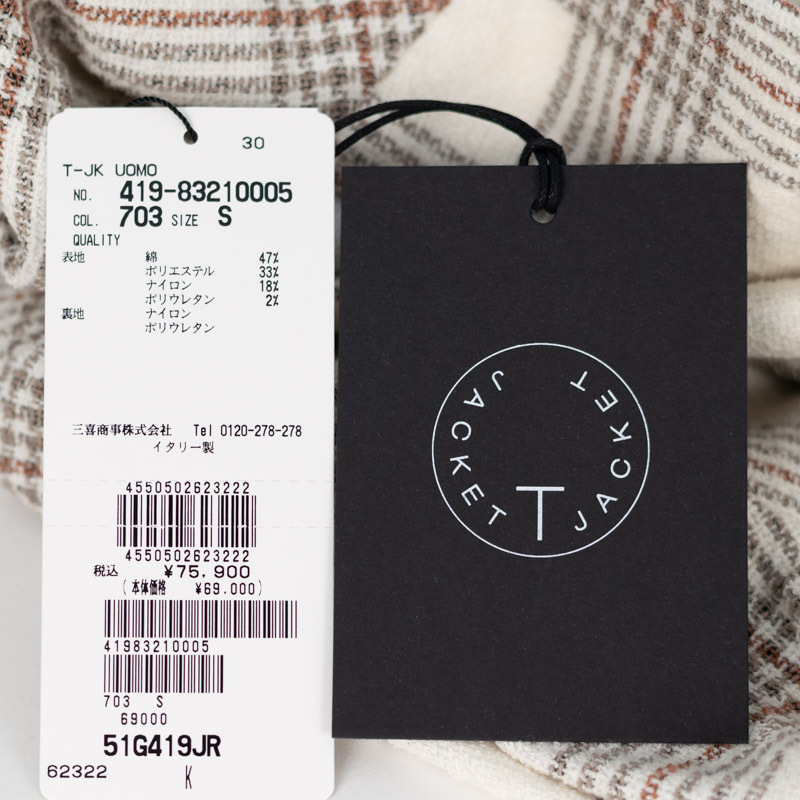 30
T-JK UOMO
NO. 419-83210005
COL. 703 SIZE S
QUALITY
表地 綿 47%
ポリエステル 33%
ナイロン 18%
ポリウレタン 2%
裏地 ナイロン
ポリウレタン
三喜商事株式会社 Tel 0120-278-278
イタリー製
4550502623222
4550502623222
税込 ¥75,900
(本体価格 ¥69.000)
41983210005
703 S
69000
51G419JR
62322 K
JACKET T JACKET